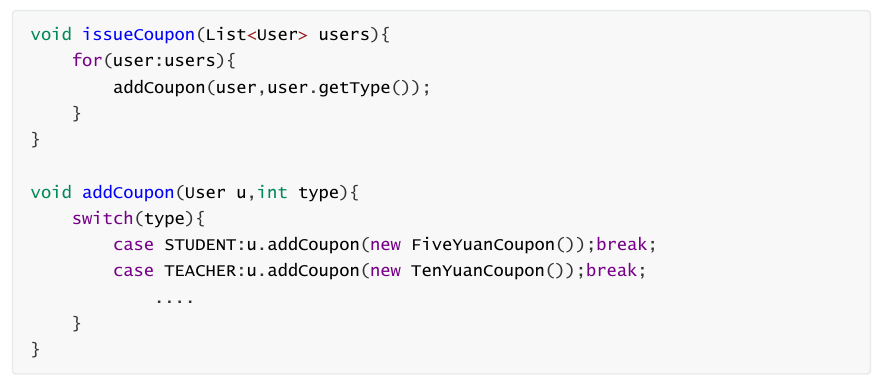 void issueCoupon(List<User> users){
    for(user:users){
        addCoupon(user,user.getType());
    }
}

void addCoupon(User u,int type){
    switch(type){
        case STUDENT:u.addCoupon(new FiveYuanCoupon());break;
        case TEACHER:u.addCoupon(new TenYuanCoupon());break;
            ....
    }
}